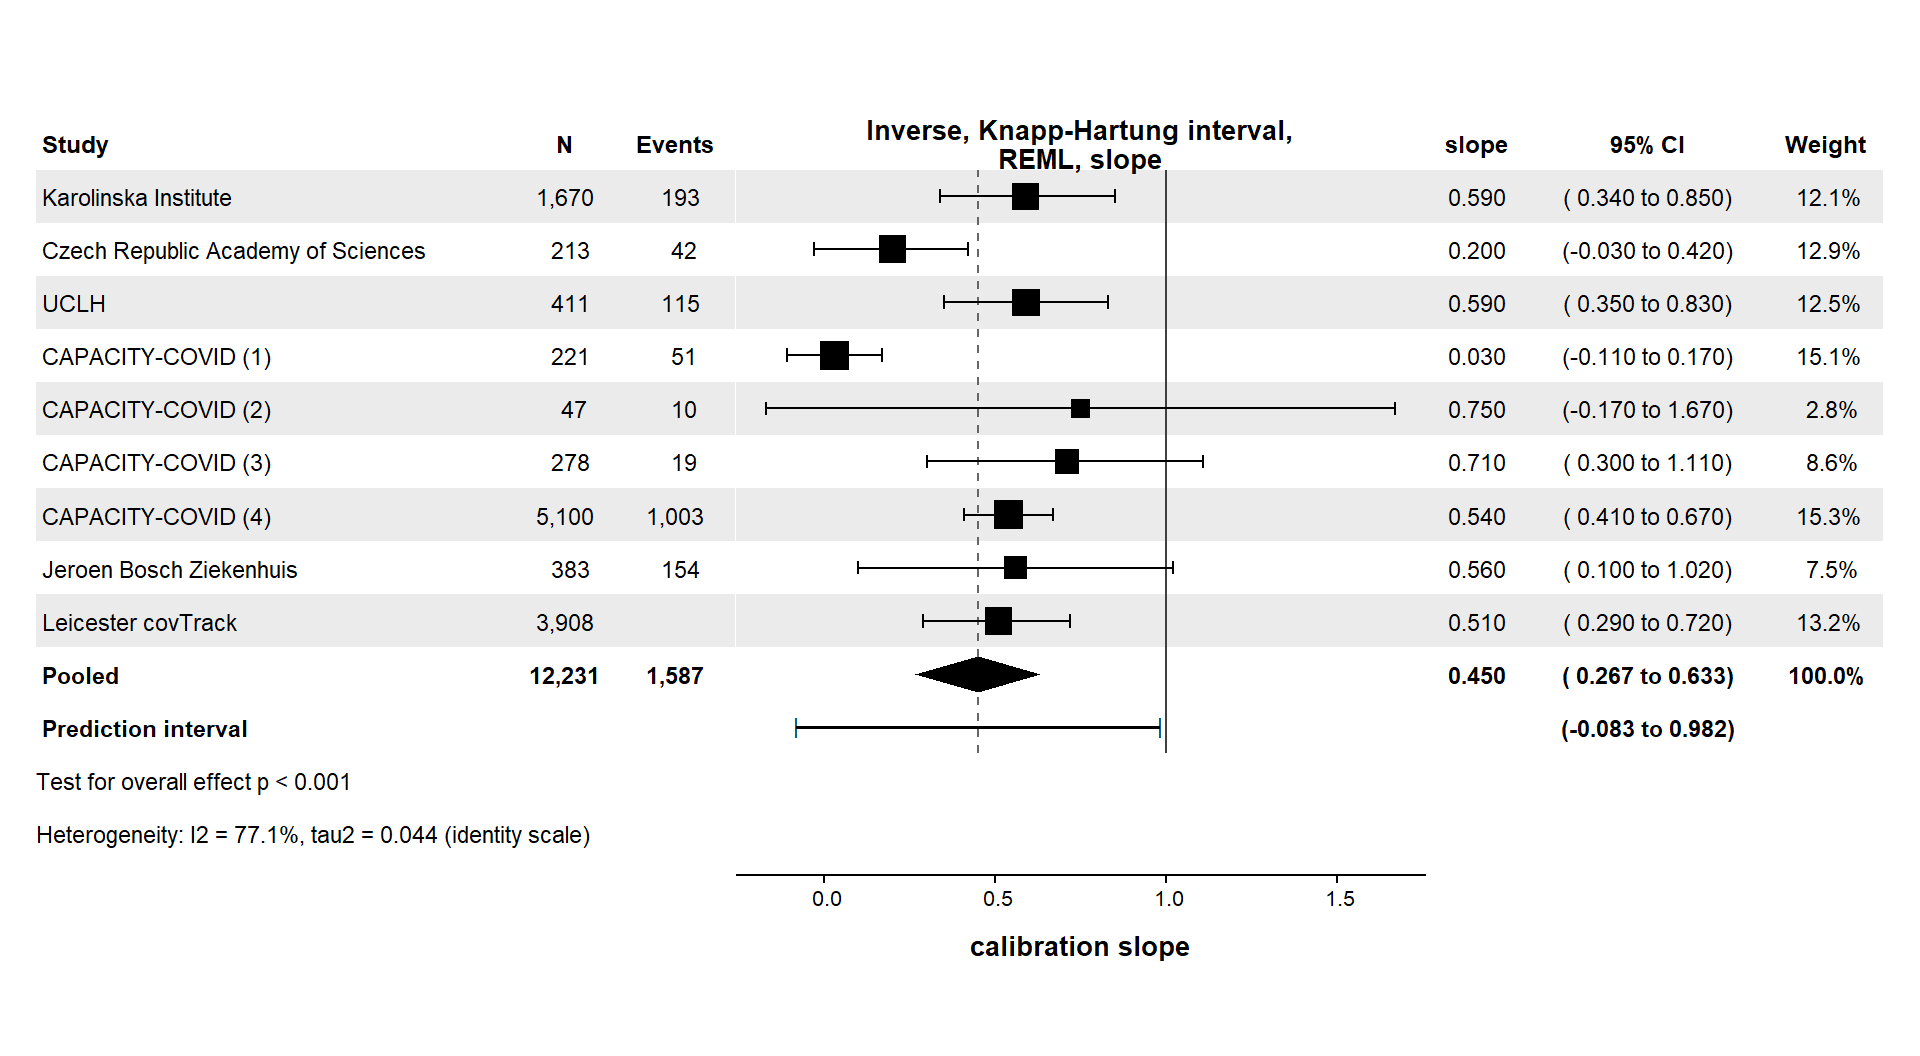 Inverse, Knapp-Hartung interval,
REML, slope
Study N Events slope 95% CI Weight
Karolinska Institute 1,670 193 0.590 ( 0.340 to 0.850) 12.1%
Czech Republic Academy of Sciences 213 42 0.200 (-0.030 to 0.420) 12.9%
UCLH 411 115 0.590 ( 0.350 to 0.830) 12.5%
CAPACITY-COVID (1) 221 51 0.030 (-0.110 to 0.170) 15.1%
CAPACITY-COVID (2) 47 10 0.750 (-0.170 to 1.670) 2.8%
CAPACITY-COVID (3) 278 19 0.710 ( 0.300 to 1.110) 8.6%
CAPACITY-COVID (4) 5,100 1,003 0.540 ( 0.410 to 0.670) 15.3%
Jeroen Bosch Ziekenhuis 383 154 0.560 ( 0.100 to 1.020) 7.5%
Leicester covTrack 3,908 0.510 ( 0.290 to 0.720) 13.2%
Pooled 12,231 1,587 0.450 ( 0.267 to 0.633) 100.0%
Prediction interval (-0.083 to 0.982)
Test for overall effect p < 0.001
Heterogeneity: I2 = 77.1%, tau2 = 0.044 (identity scale)
0.0 0.5 1.0 1.5
calibration slope